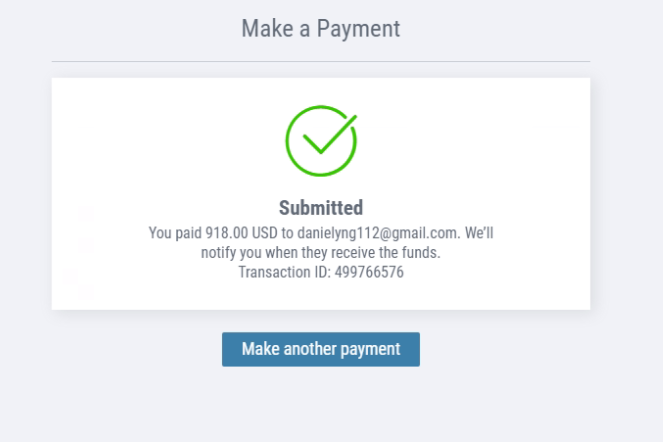 Make a Payment
Submitted
You paid 918.00 USD to danielyng112@gmail.com. We'll
notify you when they receive the funds.
Transaction ID: 499766576
Make another payment